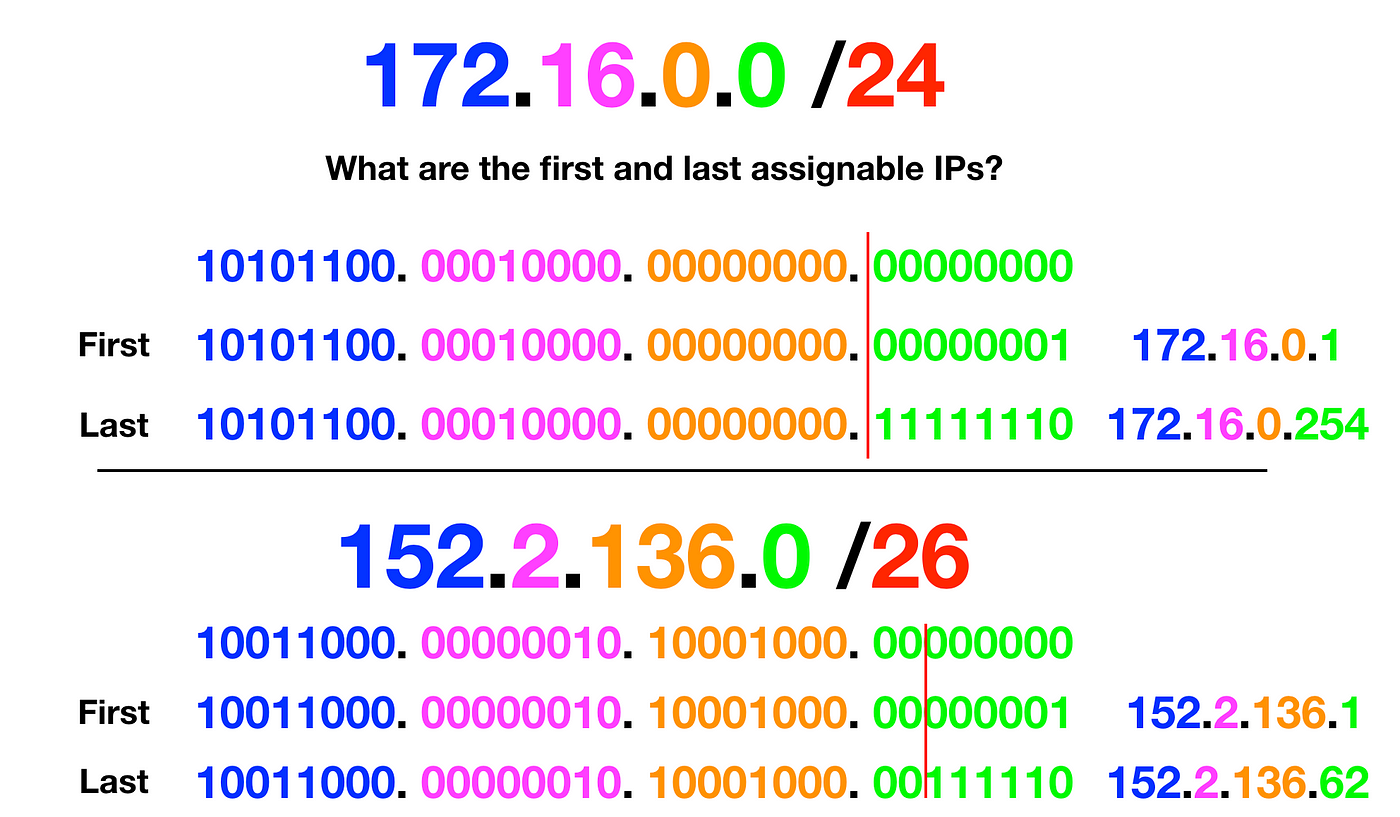 172.16.0.0 /24
What are the first and last assignable IPs?
10101100. 00010000. 00000000. 00000000
First 10101100. 00010000. 00000000. 00000001 172.16.0.1
Last 10101100. 00010000. 00000000. 11111110 172.16.0.254
152.2.136.0 /26
10011000. 00000010. 10001000. 00000000
First 10011000. 00000010. 10001000. 00000001 152.2.136.1
Last 10011000. 00000010. 10001000. 00111110 152.2.136.62